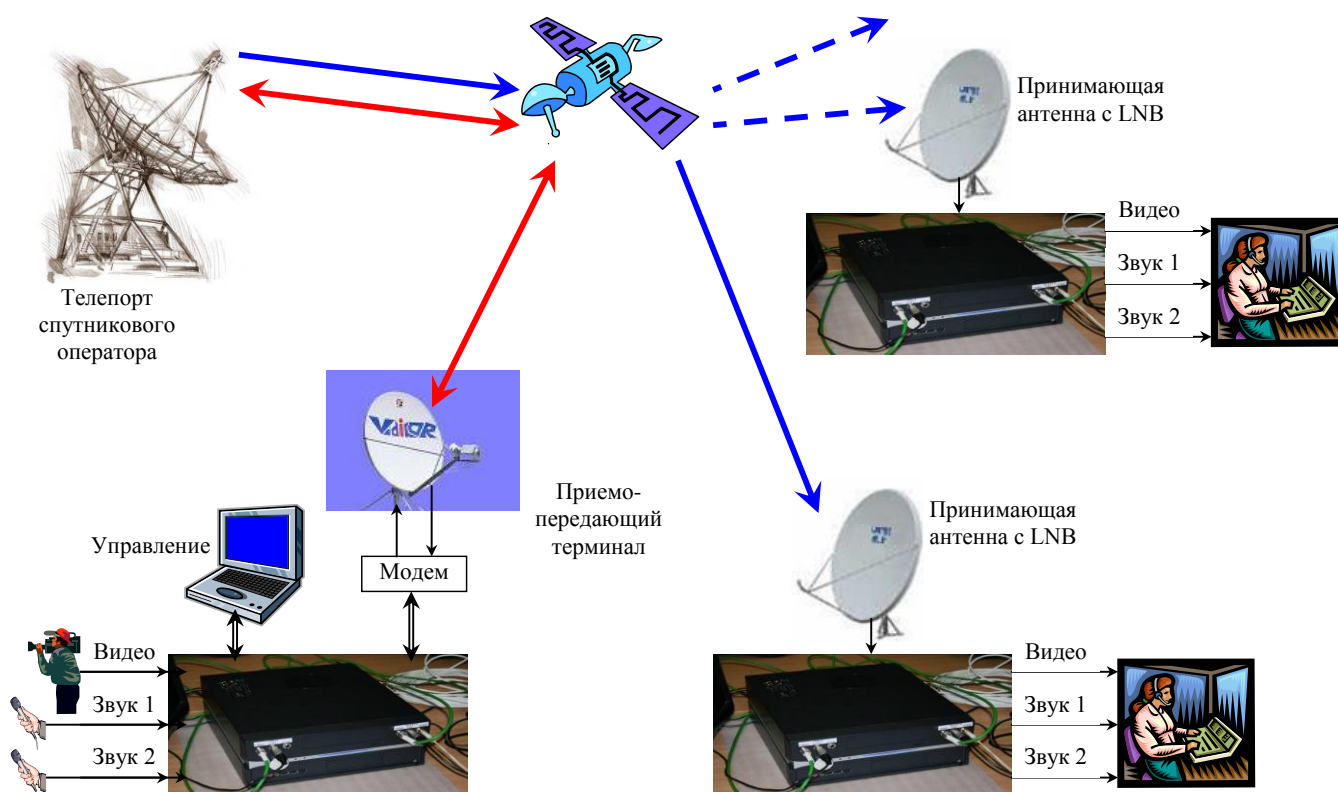 Принимающая
антенна с LNB
Видео
Звук 1
Звук 2
Телепорт
спутникового
оператора
Приемо-
передающий
терминал
Принимающая
антенна с LNB
Управление
Модем
Видео
Звук 1
Звук 2
Видео
Звук 1
Звук 2